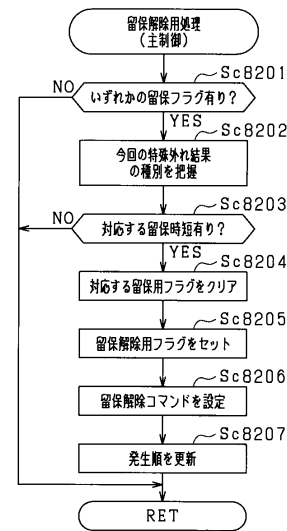 留保解除用処理
(主制御)
Sc8201
NO
いずれかの留保フラグ有り?
YES
Sc8202
今回の特殊外れ結果
の種別を把握
Sc8203
NO
対応する留保時短有り?
YES
Sc8204
対応する留保用フラグをクリア
Sc8205
留保解除用フラグをセット
Sc8206
留保解除コマンドを設定
Sc8207
発生順を更新
RET